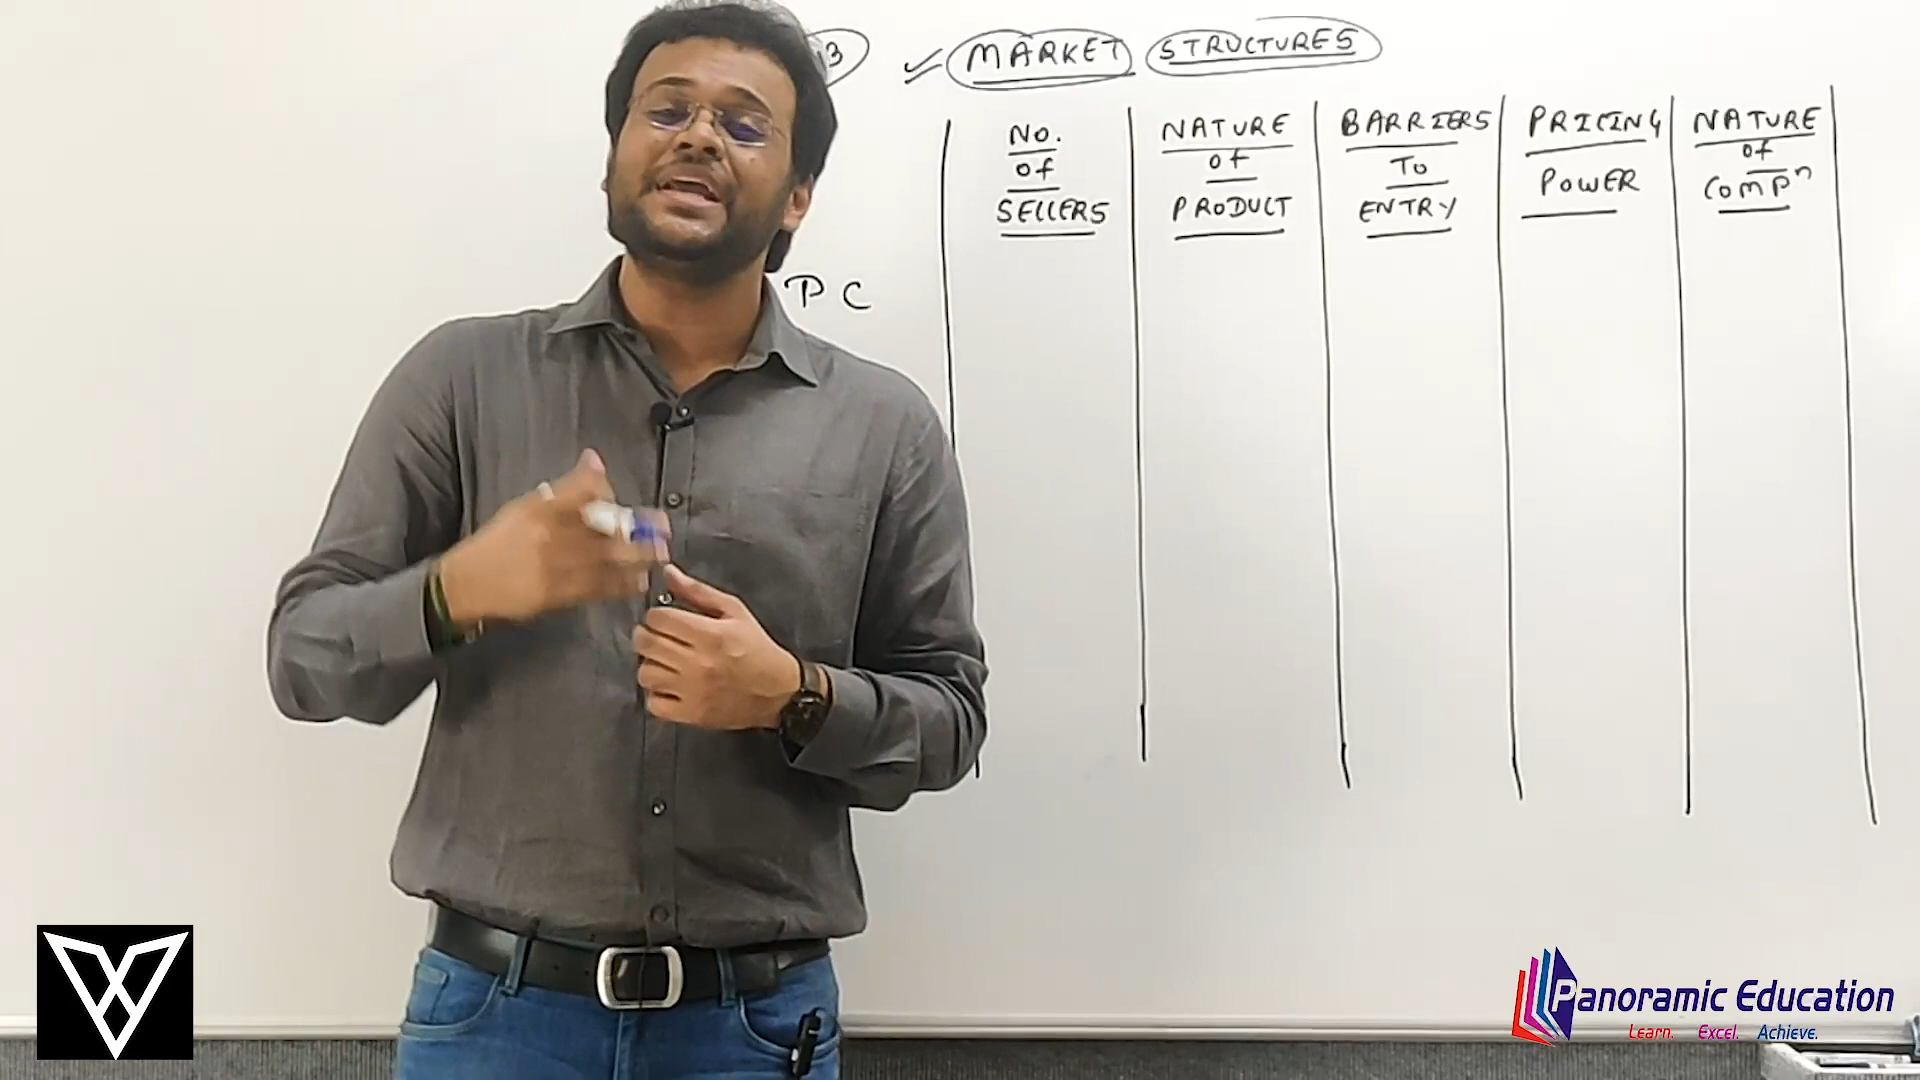 MARKET STRUCTURES
NO. of SELLERS
NATURE of PRODUCT
BARRIERS TO ENTRY
PRICING POWER
NATURE of COMPⁿ
PC
Panoramic Education
Learn. Excel. Achieve.